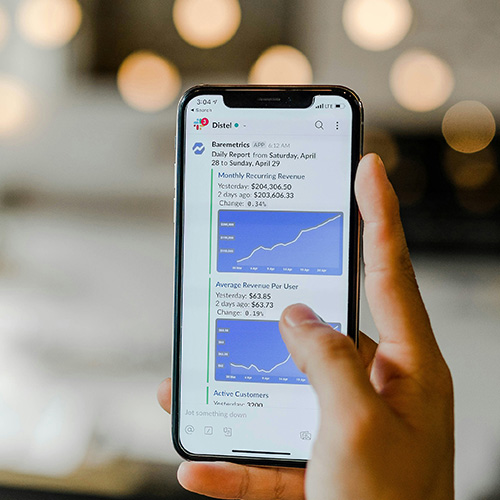 3:04
Search
LTE
Distel
Baremetrics APP 6:12 AM
Daily Report from Saturday, April
28 to Sunday, April 29
Monthly Recurring Revenue
Yesterday: $204,306.50
2 days ago: $203,606.33
Change: 0.34%
Average Revenue Per User
Yesterday: $63.85
2 days ago: $63.73
Change: 0.19%
Active Customers
Yesterday: 3200
Jot something down